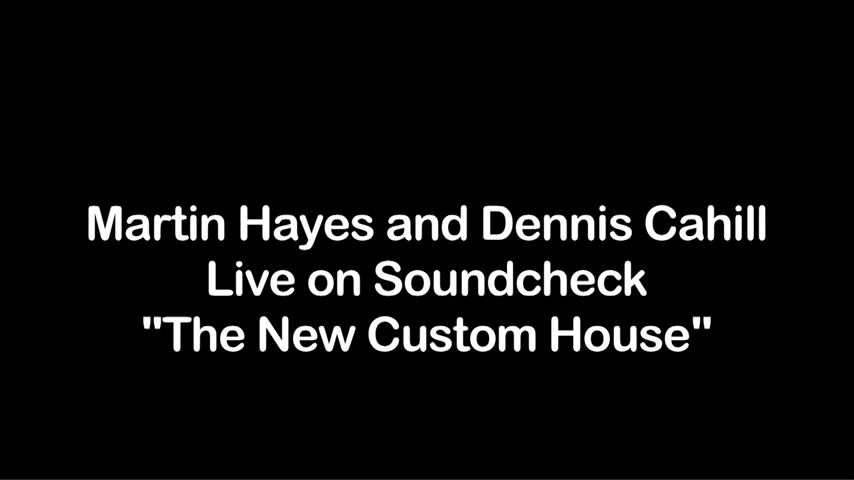 Martin Hayes and Dennis Cahill
Live on Soundcheck
"The New Custom House"